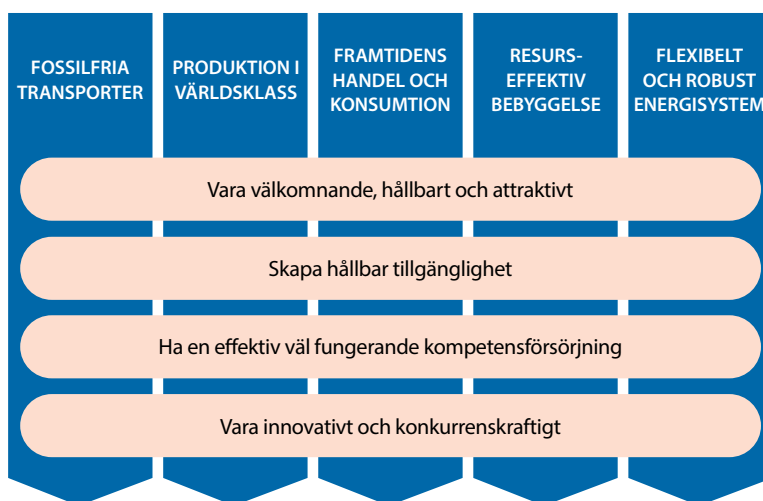 FOSSILFRIA
TRANSPORTER
PRODUKTION I
VÄRLDSKLASS
FRAMTIDENS
HANDEL OCH
KONSUMTION
RESURS-
EFFEKTIV
BEBYGGELSE
FLEXIBELT
OCH ROBUST
ENERGISYSTEM
Vara välkomnande, hållbart och attraktivt
Skapa hållbar tillgänglighet
Ha en effektiv väl fungerande kompetensförsörjning
Vara innovativt och konkurrenskraftigt